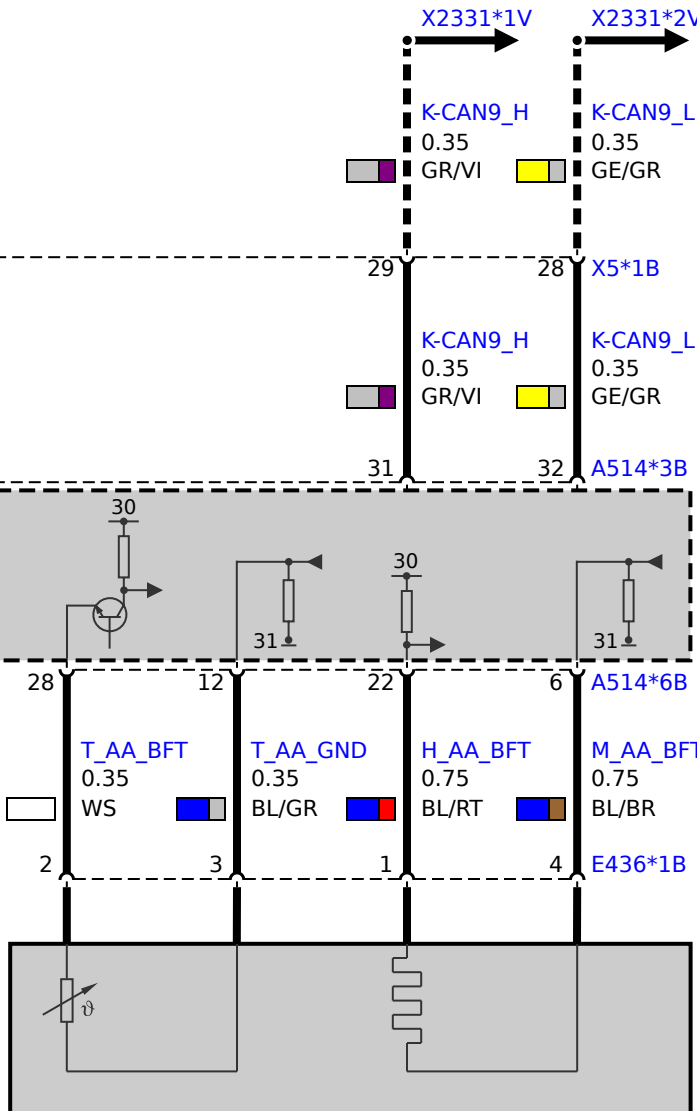 X2331*1V
X2331*2V
K-CAN9_H
0.35
GR/VI
K-CAN9_L
0.35
GE/GR
29
28
X5*1B
K-CAN9_H
0.35
GR/VI
K-CAN9_L
0.35
GE/GR
31
32
A514*3B
30
31
30
31
28
12
22
6
A514*6B
T_AA_BFT
0.35
WS
T_AA_GND
0.35
BL/GR
H_AA_BFT
0.75
BL/RT
M_AA_BFT
0.75
BL/BR
2
3
1
4
E436*1B
ϑ